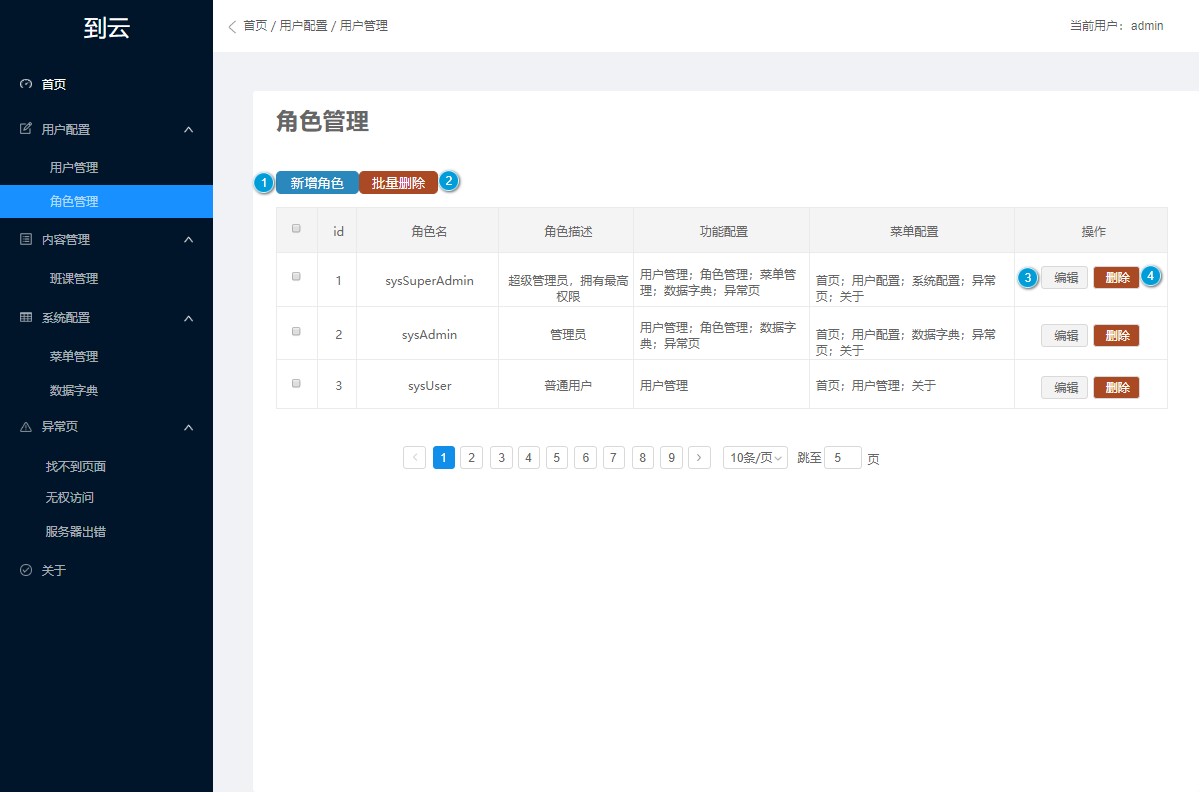 到云
首页 / 用户配置 / 用户管理
当前用户：admin
首页
用户配置
用户管理
角色管理
内容管理
班课管理
系统配置
菜单管理
数据字典
异常页
找不到页面
无权访问
服务器出错
关于
角色管理
1 新增角色 批量删除 2
id 角色名 角色描述 功能配置 菜单配置 操作
1 sysSuperAdmin 超级管理员，拥有最高
权限
用户管理；角色管理；菜单管
理；数据字典；异常页
首页；用户配置；系统配置；异常
页；关于
3 编辑 删除 4
2 sysAdmin 管理员
用户管理；角色管理；数据字
典；异常页
首页；用户配置；数据字典；异常
页；关于
编辑 删除
3 sysUser 普通用户 用户管理 首页；用户管理；关于 编辑 删除
< 1 2 3 4 5 6 7 8 9 > 10条/页 跳至 5 页